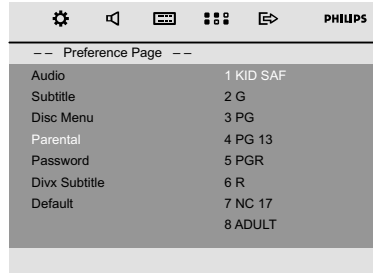 PHILIPS
-- Preference Page --
Audio 1 KID SAF
Subtitle 2 G
Disc Menu 3 PG
Parental 4 PG 13
Password 5 PGR
Divx Subtitle 6 R
Default 7 NC 17
8 ADULT